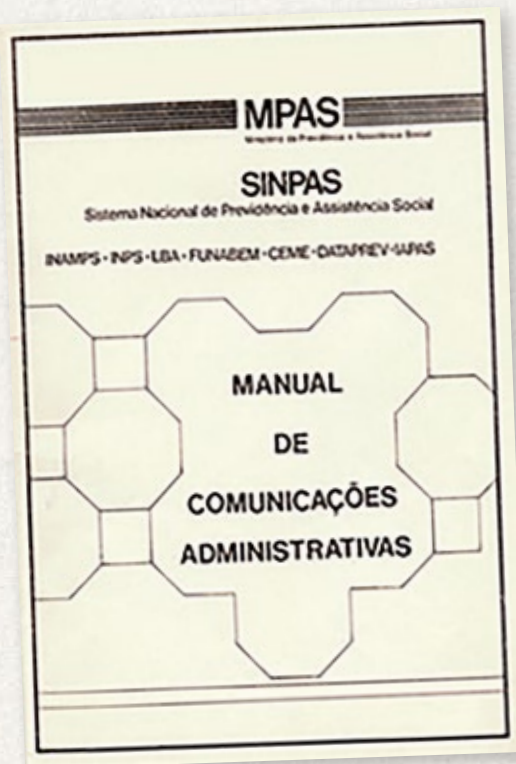 MPAS
Ministério da Previdência e Assistência Social
SINPAS
Sistema Nacional de Previdência e Assistência Social
INAMPS - INPS - LBA - FUNABEM - CEME - DATAPREV - IAPAS
MANUAL
DE
COMUNICAÇÕES
ADMINISTRATIVAS